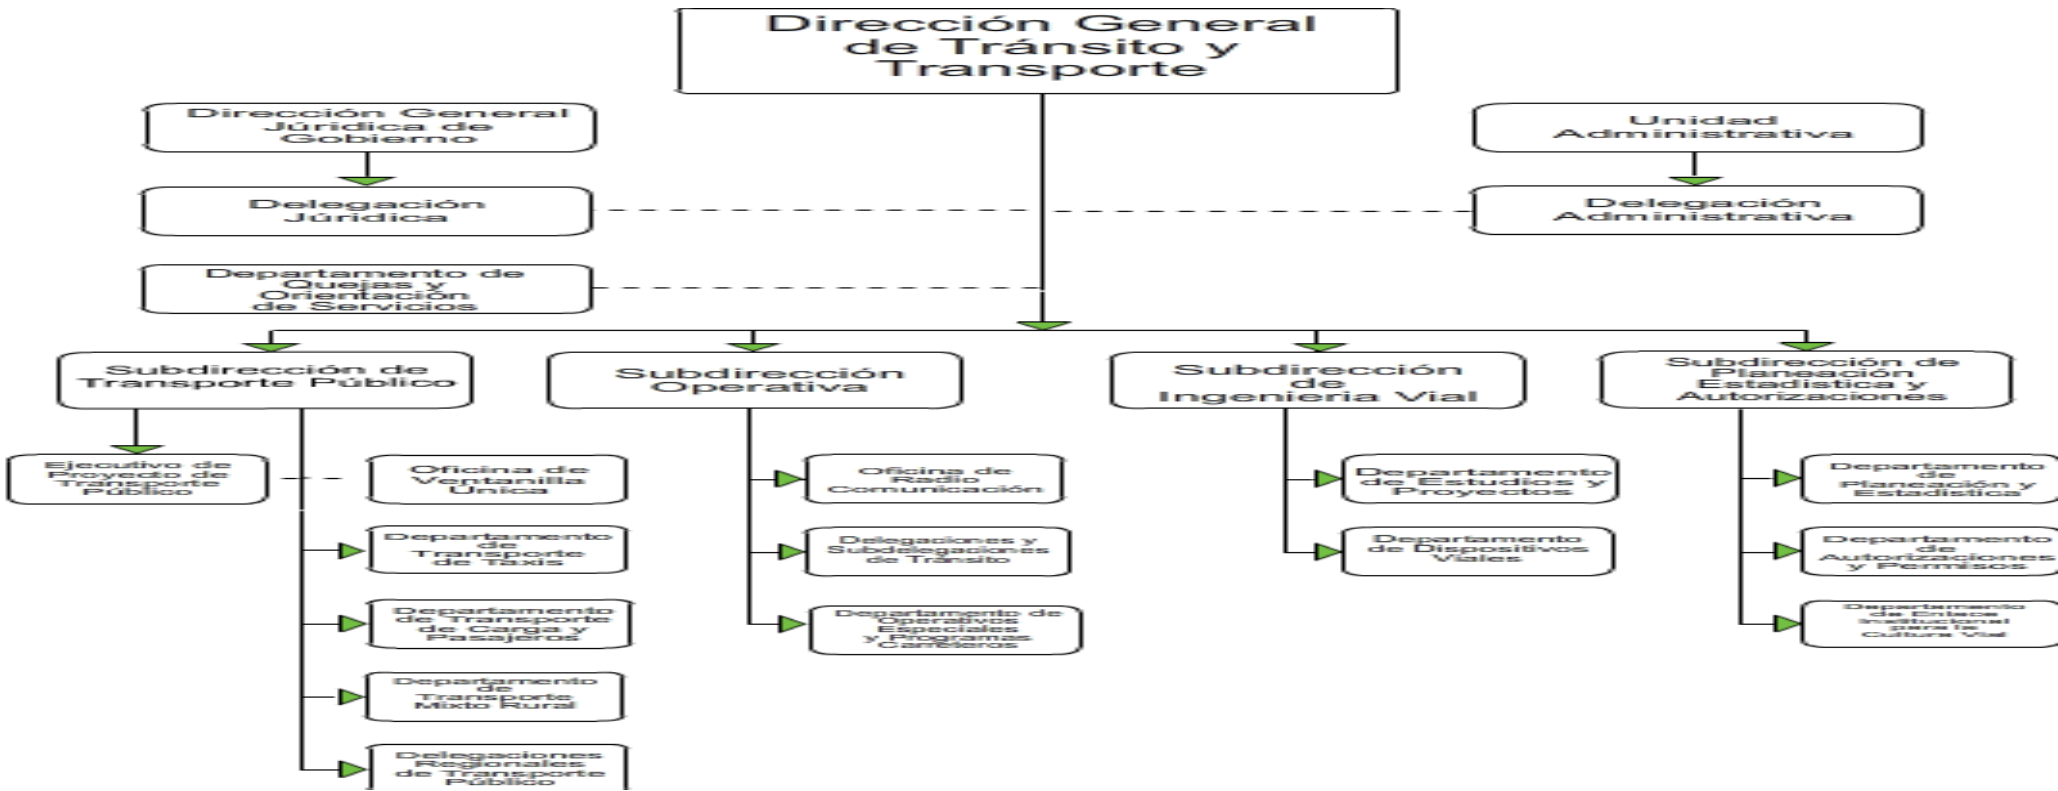 Dirección General
de Tránsito y
Transporte
Dirección General
Júridica de
Gobierno
Unidad
Administrativa
Delegación
Júridica
Delegación
Administrativa
Departamento de
Quejas y
Orientación
de Servicios
Subdirección de
Transporte Público
Subdirección
Operativa
Subdirección
de
Ingenieria Vial
Subdirección de
Planeación
Estadística y
Autorizaciones
Ejecutivo de
Proyecto de
Transporte
Público
Oficina de
Ventanilla
Única
Departamento
de
Transporte
de Taxis
Departamento
de Transporte
de Carga y
Pasajeros
Departamento
de
Transporte
Mixto Rural
Delegaciones
Regionales
de Transporte
Público
Oficina de
Radio
Comunicación
Delegaciones y
Subdelegaciones
de Tránsito
Departamento de
Operativos
Especiales
y Programas
Carreteros
Departamento
de Estudios y
Proyectos
Departamento
de Dispositivos
Viales
Departamento
de
Planeación y
Estadística
Departamento
de
Autorizaciones
y Permisos
Departamento
de Enlace
Institucional
para la
Cultura Vial